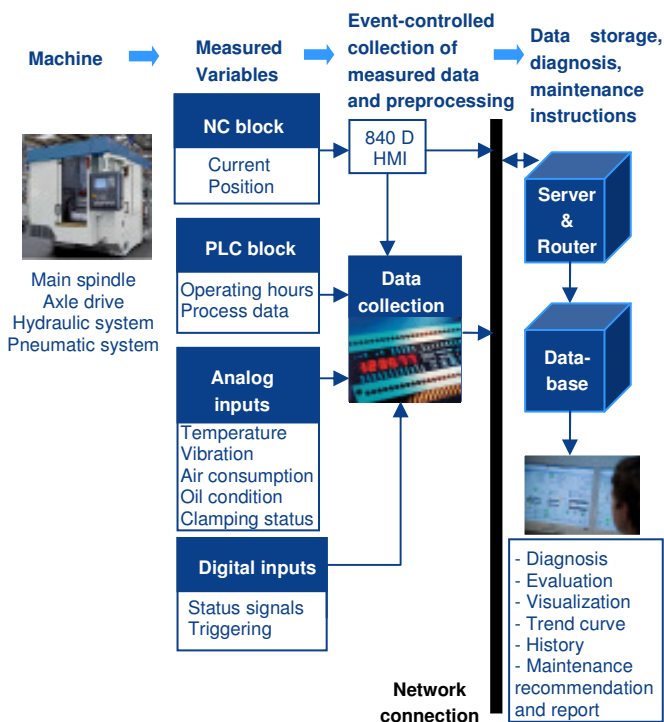 Machine
Measured
Variables
Event-controlled
collection of
measured data
and preprocessing
Data storage,
diagnosis,
maintenance
instructions
NC block
Current
Position
840 D
HMI
Server
&
Router
Main spindle
Axle drive
Hydraulic system
Pneumatic system
PLC block
Operating hours
Process data
Data
collection
Analog
inputs
Temperature
Vibration
Air consumption
Oil condition
Clamping status
Data-
base
Digital inputs
Status signals
Triggering
- Diagnosis
- Evaluation
- Visualization
- Trend curve
- History
- Maintenance
recommendation
and report
Network
connection